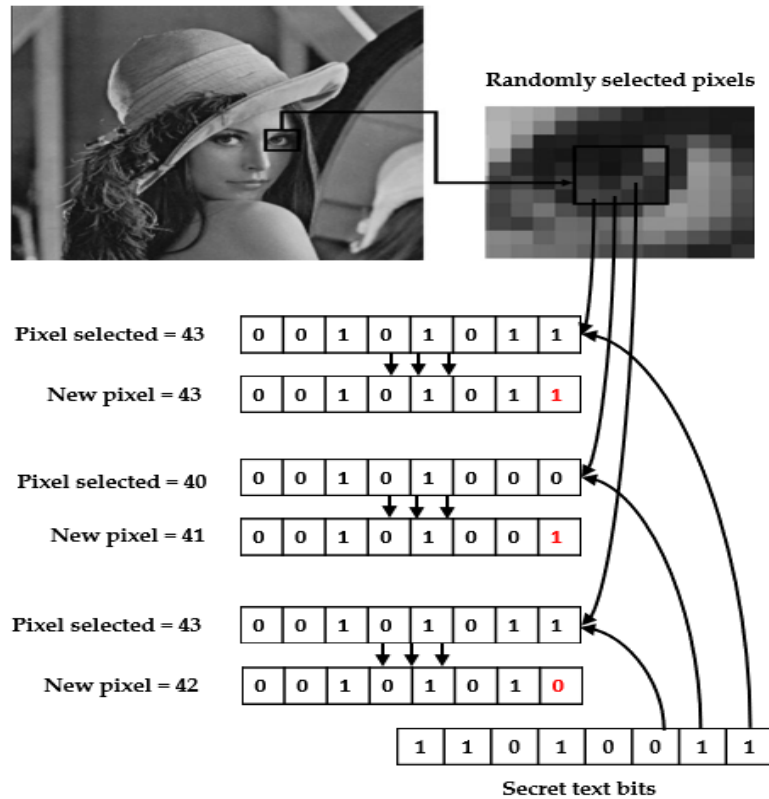 Randomly selected pixels
Pixel selected = 43 0 0 1 0 1 0 1 1
New pixel = 43 0 0 1 0 1 0 1 1
Pixel selected = 40 0 0 1 0 1 0 0 0
New pixel = 41 0 0 1 0 1 0 0 1
Pixel selected = 43 0 0 1 0 1 0 1 1
New pixel = 42 0 0 1 0 1 0 1 0
1 1 0 1 0 0 1 1
Secret text bits